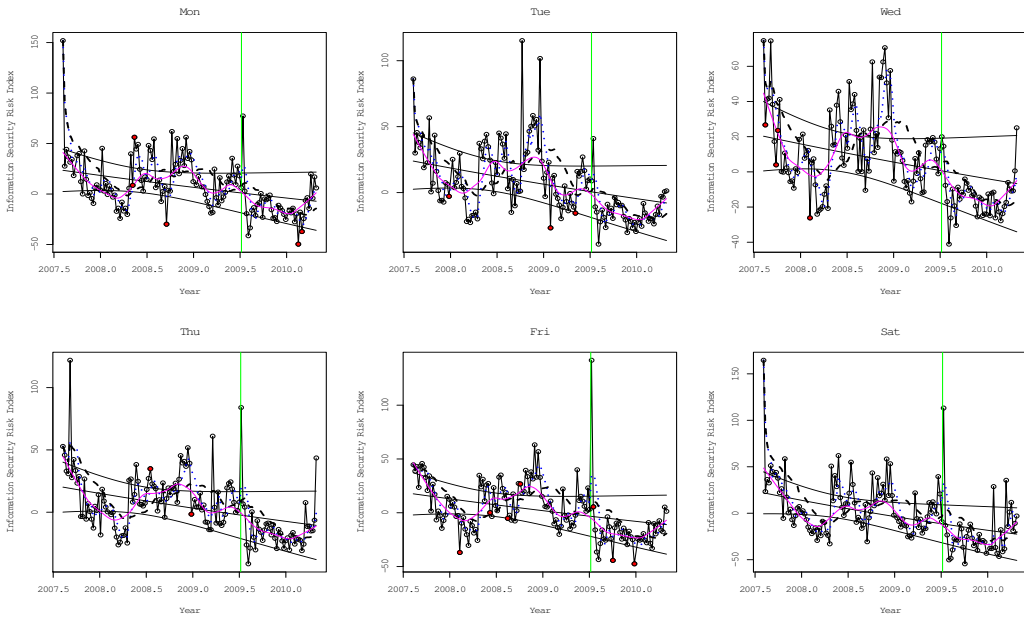 Mon Tue Wed
Information Security Risk Index
150
100
50
0
-50
2007.5 2008.0 2008.5 2009.0 2009.5 2010.0
Year
Information Security Risk Index
100
50
0
2007.5 2008.0 2008.5 2009.0 2009.5 2010.0
Year
Information Security Risk Index
60
40
20
0
-20
-40
2007.5 2008.0 2008.5 2009.0 2009.5 2010.0
Year
Thu Fri Sat
Information Security Risk Index
100
50
0
2007.5 2008.0 2008.5 2009.0 2009.5 2010.0
Year
Information Security Risk Index
100
50
0
-50
2007.5 2008.0 2008.5 2009.0 2009.5 2010.0
Year
Information Security Risk Index
150
100
50
0
-50
2007.5 2008.0 2008.5 2009.0 2009.5 2010.0
Year